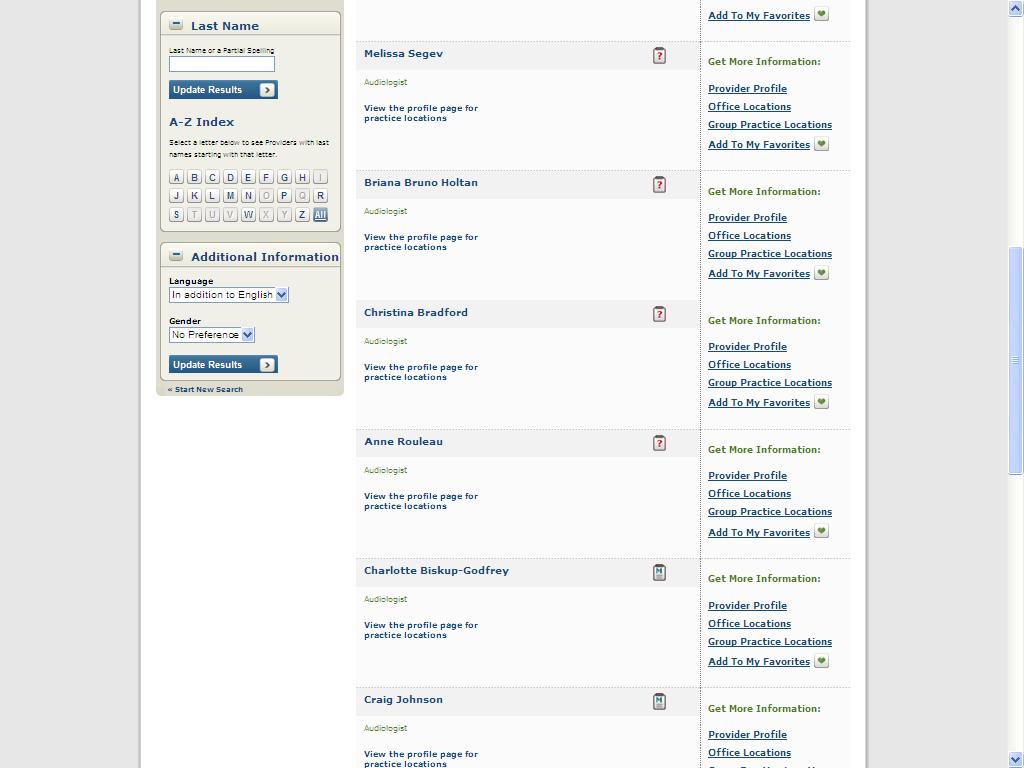 Last Name
Last Name or a Partial Spelling
Update Results
A-Z Index
Select a letter below to see Providers with last
names starting with that letter.
A B C D E F G H I
J K L M N O P Q R
S T U V W X Y Z All
Additional Information
Language
In addition to English
Gender
No Preference
Update Results
« Start New Search
Add To My Favorites
Melissa Segev
?
Audiologist
View the profile page for
practice locations
Get More Information:
Provider Profile
Office Locations
Group Practice Locations
Add To My Favorites
Briana Bruno Holtan
?
Audiologist
View the profile page for
practice locations
Get More Information:
Provider Profile
Office Locations
Group Practice Locations
Add To My Favorites
Christina Bradford
?
Audiologist
View the profile page for
practice locations
Get More Information:
Provider Profile
Office Locations
Group Practice Locations
Add To My Favorites
Anne Rouleau
?
Audiologist
View the profile page for
practice locations
Get More Information:
Provider Profile
Office Locations
Group Practice Locations
Add To My Favorites
Charlotte Biskup-Godfrey
M
Audiologist
View the profile page for
practice locations
Get More Information:
Provider Profile
Office Locations
Group Practice Locations
Add To My Favorites
Craig Johnson
M
Audiologist
View the profile page for
practice locations
Get More Information:
Provider Profile
Office Locations